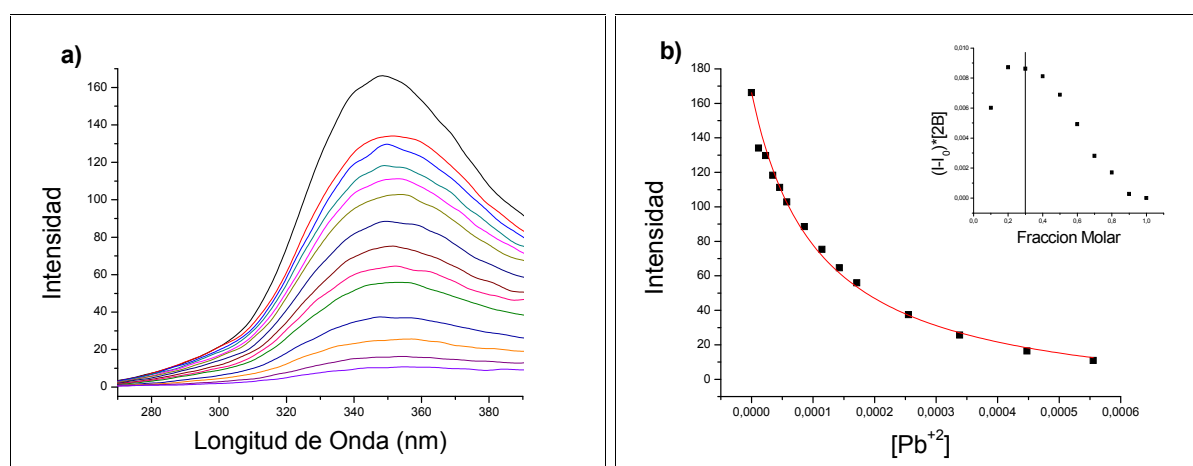 a)
160
140
120
100
80
60
40
20
0
280 300 320 340 360 380
Intensidad
Longitud de Onda (nm)
b)
180
160
140
120
100
80
60
40
20
0
0,0000 0,0001 0,0002 0,0003 0,0004 0,0005 0,0006
Intensidad
[Pb+2]
0,010
0,008
0,006
0,004
0,002
0,000
0,0 0,2 0,4 0,6 0,8 1,0
(I-I0)*[2B]
Fraccion Molar